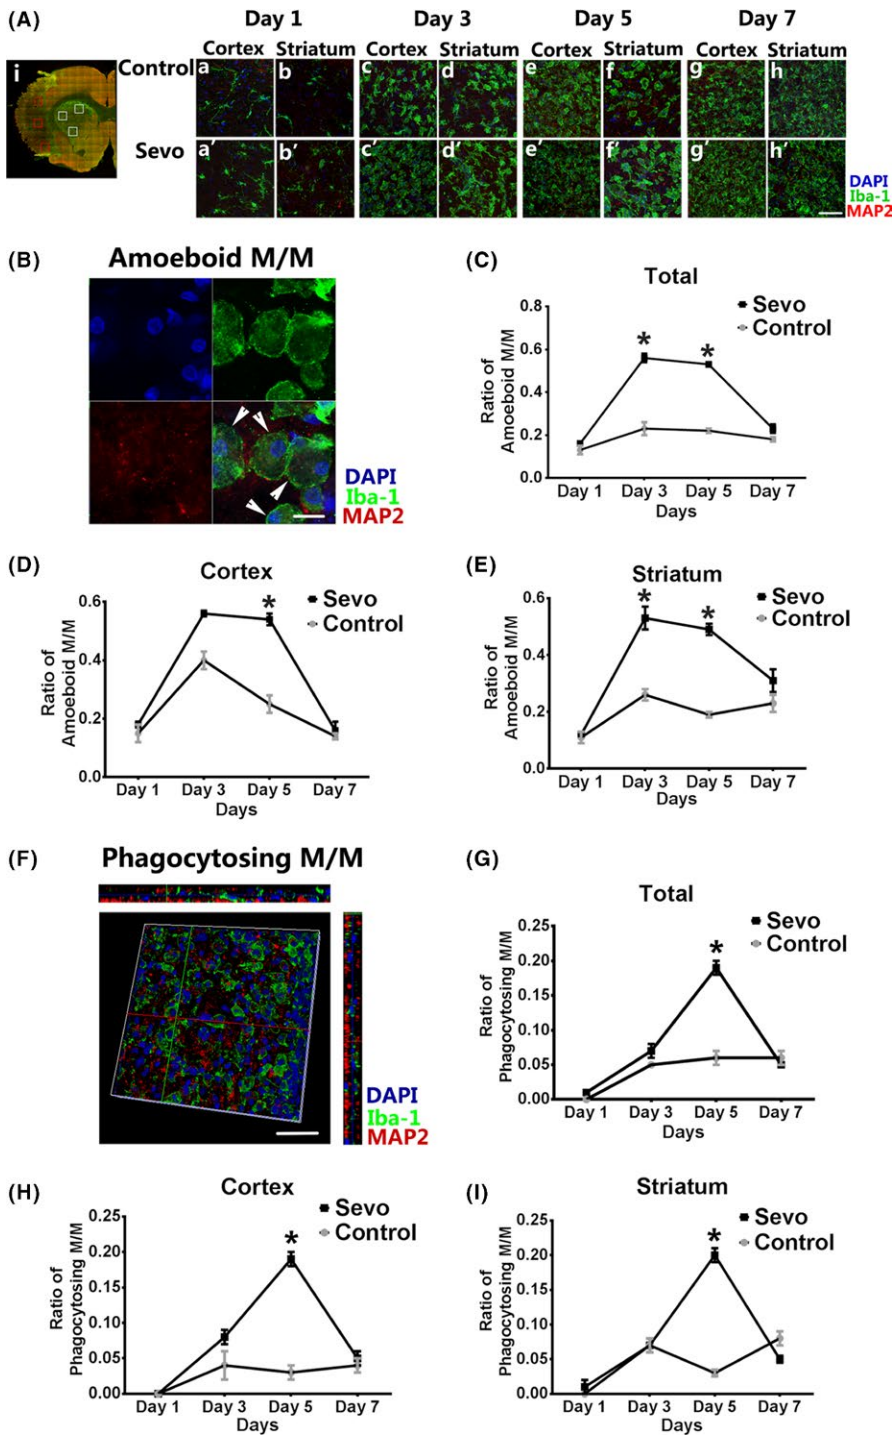 (A)
Day 1 Day 3 Day 5 Day 7
Cortex Striatum Cortex Striatum Cortex Striatum Cortex Striatum
i
Control
a b c d e f g h
Sevo
a′ b′ c′ d′ e′ f′ g′ h′
DAPI
Iba-1
MAP2
(B)
Amoeboid M/M
DAPI
Iba-1
MAP2
(C)
Total
Sevo
Control
Ratio of
Amoeboid M/M
0.8
0.6
0.4
0.2
0.0
* *
Day 1 Day 3 Day 5 Day 7
Days
(D)
Cortex
Sevo
Control
Ratio of
Amoeboid M/M
0.6
0.4
0.2
0.0
*
Day 1 Day 3 Day 5 Day 7
Days
(E)
Striatum
Sevo
Control
Ratio of
Amoeboid M/M
0.6
0.4
0.2
0.0
* *
Day 1 Day 3 Day 5 Day 7
Days
(F)
Phagocytosing M/M
DAPI
Iba-1
MAP2
(G)
Total
Sevo
Control
Ratio of
Phagocytosing M/M
0.25
0.20
0.15
0.10
0.05
0.00
*
Day 1 Day 3 Day 5 Day 7
Days
(H)
Cortex
Sevo
Control
Ratio of
Phagocytosing M/M
0.25
0.20
0.15
0.10
0.05
0.00
*
Day 1 Day 3 Day 5 Day 7
Days
(I)
Striatum
Sevo
Control
Ratio of
Phagocytosing M/M
0.25
0.20
0.15
0.10
0.05
0.00
*
Day 1 Day 3 Day 5 Day 7
Days